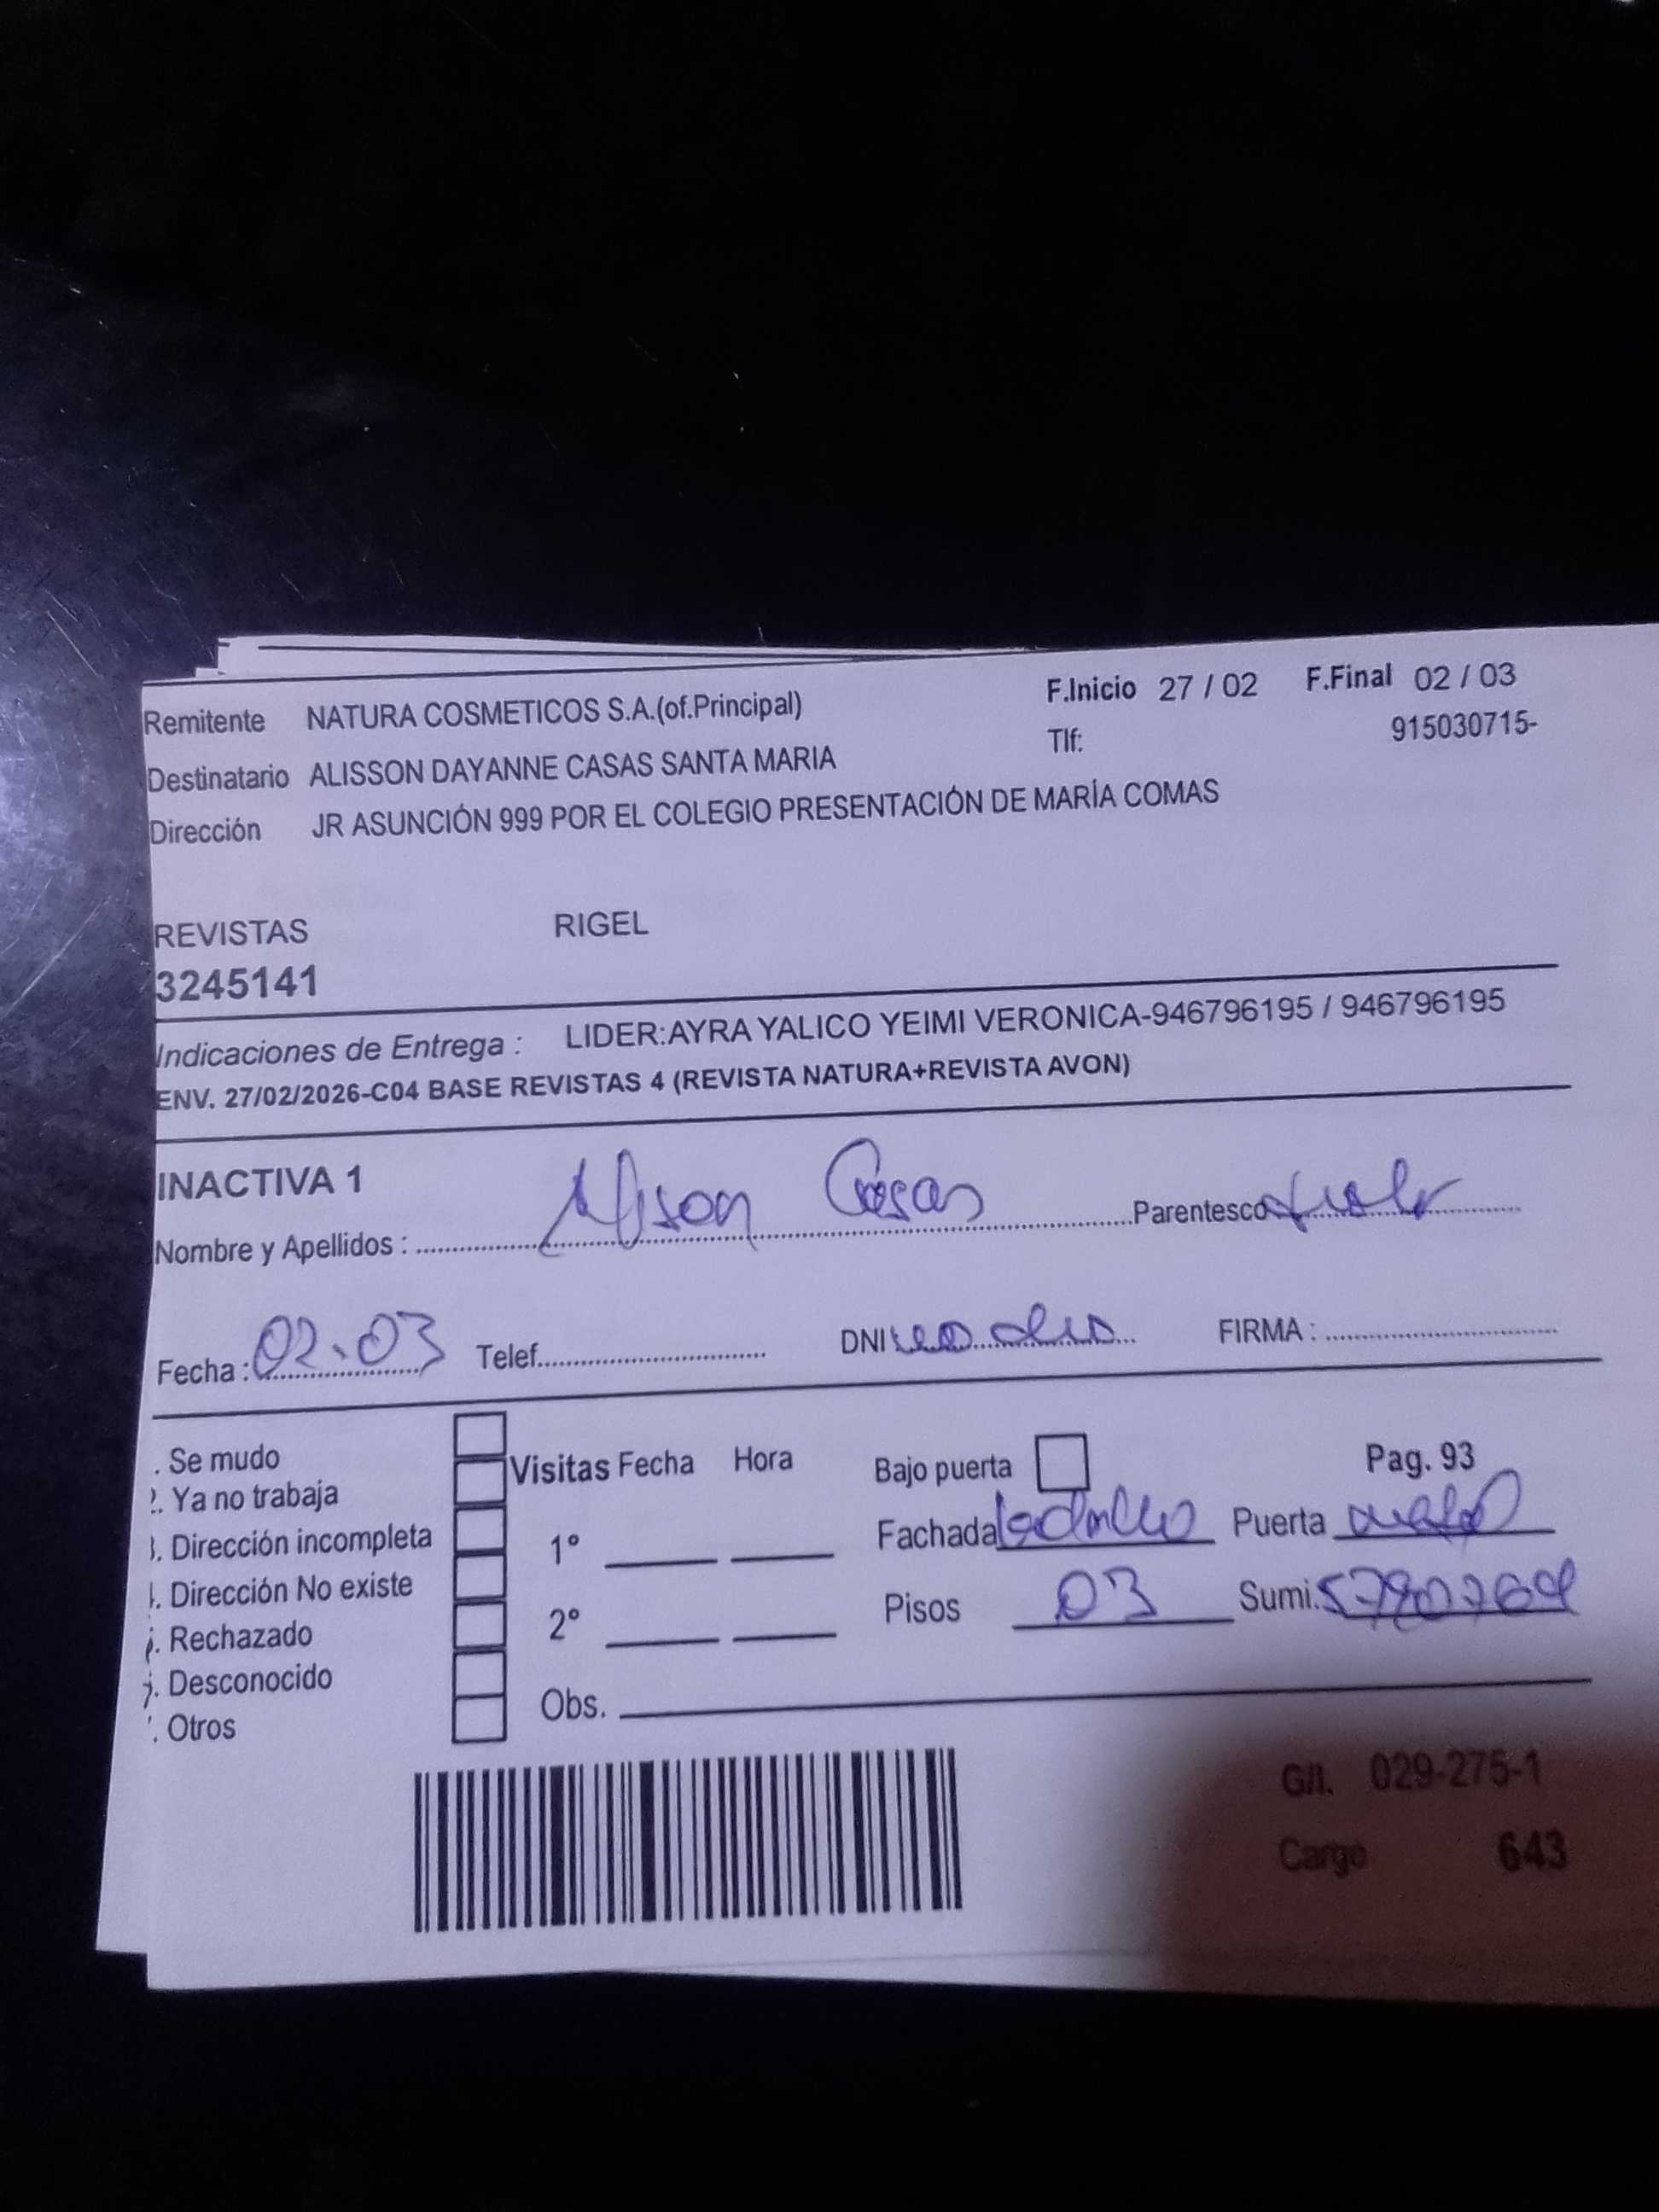 Remitente NATURA COSMETICOS S.A.(of.Principal) F.Inicio 27 / 02 F.Final 02 / 03
Destinatario ALISSON DAYANNE CASAS SANTA MARIA Tlf: 915030715-
Dirección JR ASUNCIÓN 999 POR EL COLEGIO PRESENTACIÓN DE MARÍA COMAS
REVISTAS RIGEL
3245141
Indicaciones de Entrega : LIDER:AYRA YALICO YEIMI VERONICA-946796195 / 946796195
ENV. 27/02/2026-C04 BASE REVISTAS 4 (REVISTA NATURA+REVISTA AVON)
INACTIVA 1
Nombre y Apellidos : Alison Casas Parentesco
Fecha : 02.03 Telef. DNI FIRMA :
. Se mudo
. Ya no trabaja Visitas Fecha Hora Bajo puerta Pag. 93
. Dirección incompleta 1° Fachada ladrillo Puerta metal
. Dirección No existe
. Rechazado 2° Pisos 03 Sumi.
. Desconocido
. Otros Obs.
G/I. 029-275-1
Cargo 643